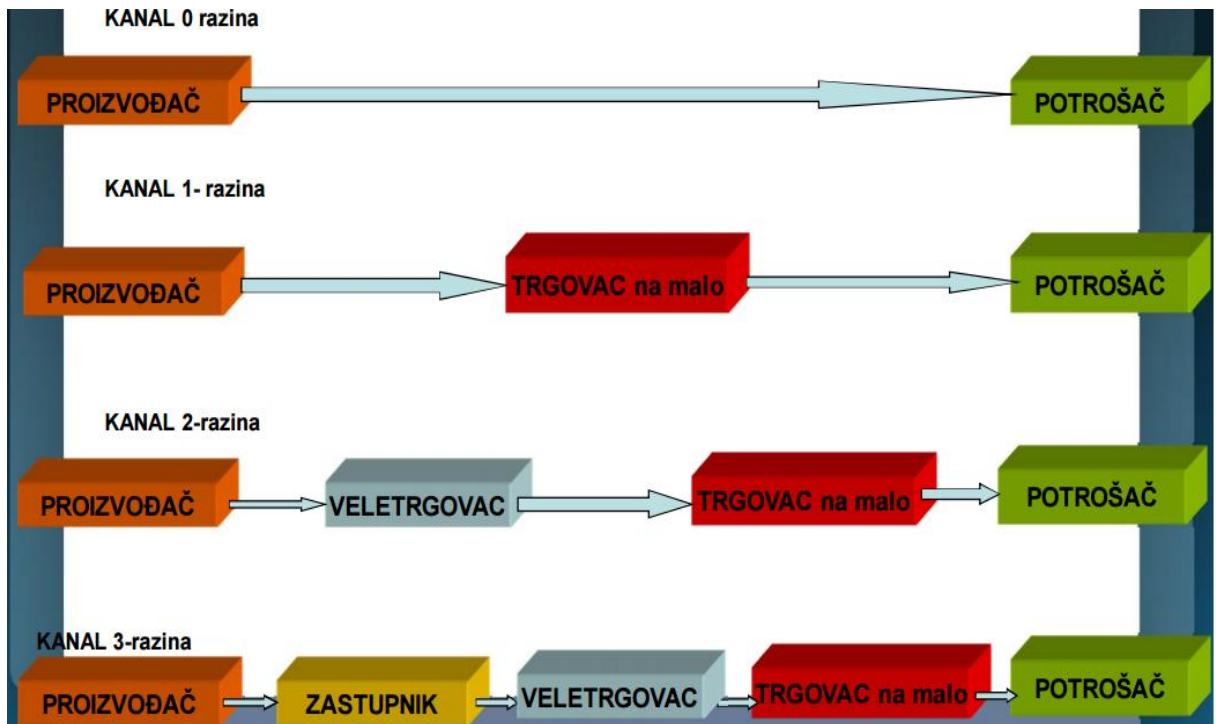 KANAL 0 razina
PROIZVOĐAČ POTROŠAČ
KANAL 1- razina
PROIZVOĐAČ TRGOVAC na malo POTROŠAČ
KANAL 2-razina
PROIZVOĐAČ VELETRGOVAC TRGOVAC na malo POTROŠAČ
KANAL 3-razina
PROIZVOĐAČ ZASTUPNIK VELETRGOVAC TRGOVAC na malo POTROŠAČ